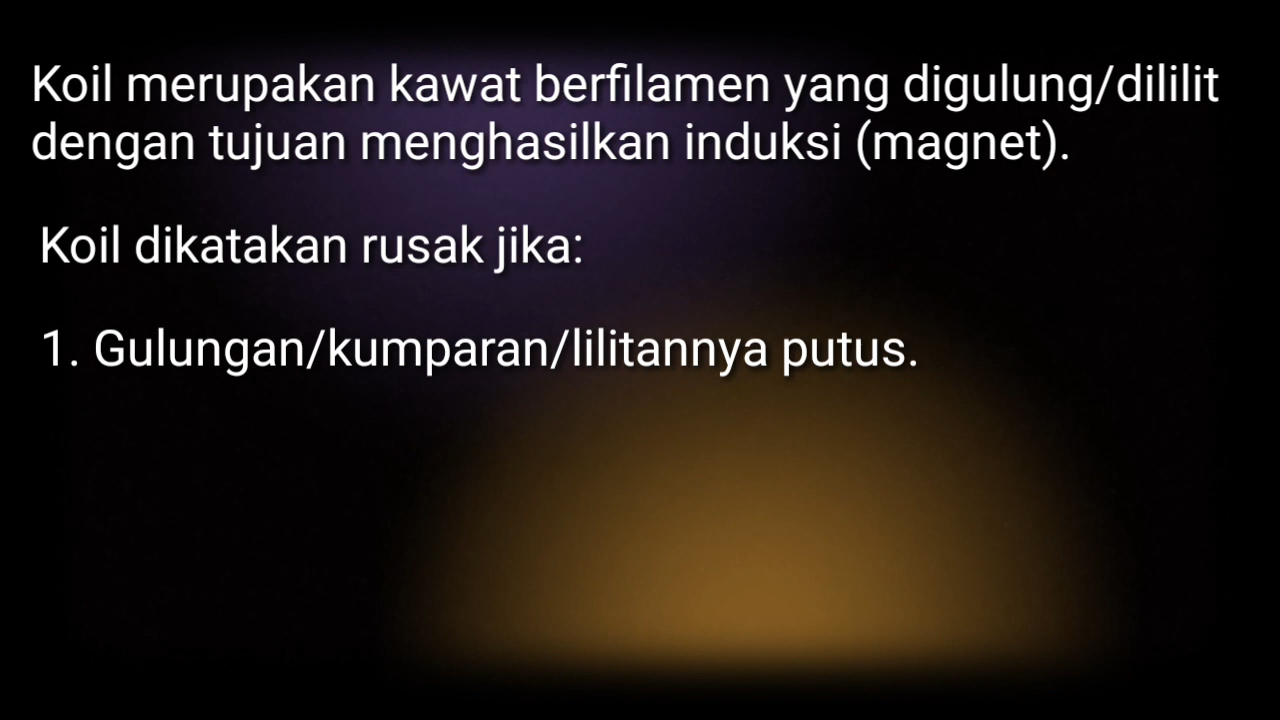 Koil merupakan kawat berfilamen yang digulung/dililit
dengan tujuan menghasilkan induksi (magnet).
Koil dikatakan rusak jika:
1. Gulungan/kumparan/lilitannya putus.